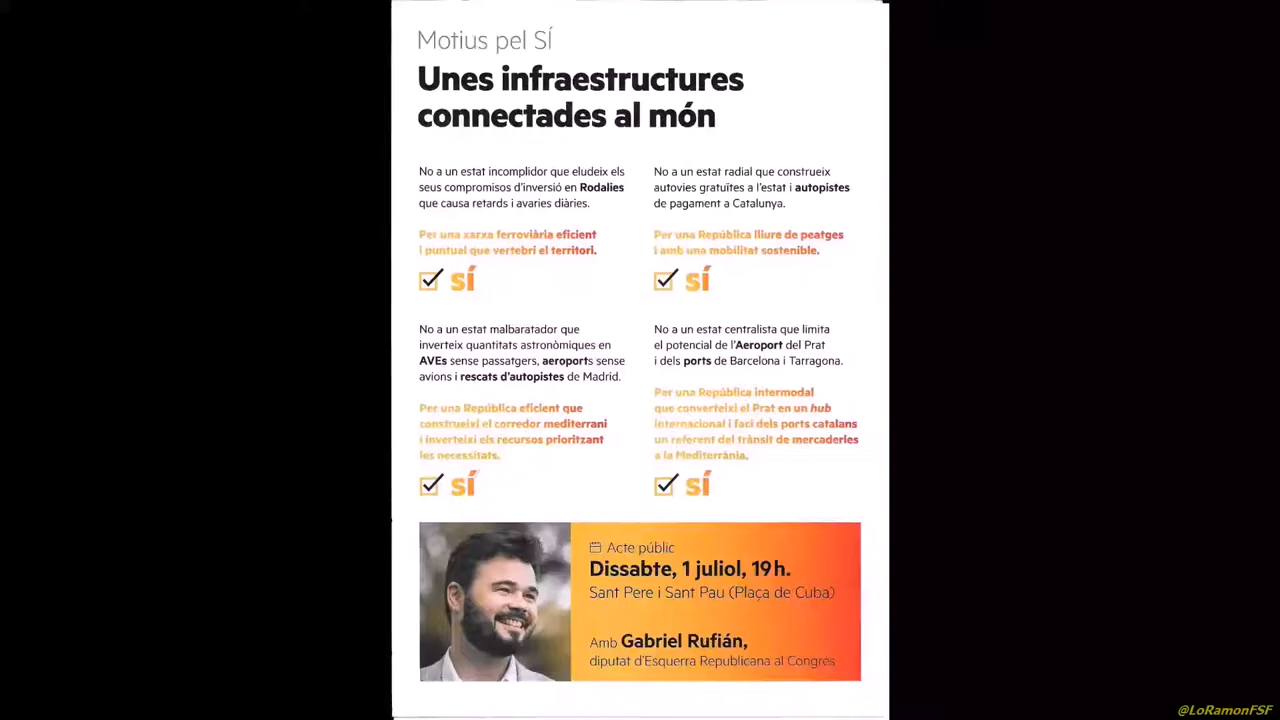 Motius pel SÍ
Unes infraestructures
connectades al món
No a un estat incomplidor que eludeix els
seus compromisos d'inversió en Rodalies
que causa retards i avaries diàries.
Per una xarxa ferroviària eficient
i puntual que vertebri el territori.
SÍ
No a un estat radial que construeix
autovies gratuïtes a l'estat i autopistes
de pagament a Catalunya.
Per una República lliure de peatges
i amb una mobilitat sostenible.
SÍ
No a un estat malbaratador que
inverteix quantitats astronòmiques en
AVEs sense passatgers, aeroports sense
avions i rescats d'autopistes de Madrid.
Per una República eficient que
construeixi el corredor mediterrani
i inverteixi els recursos prioritzant
les necessitats.
SÍ
No a un estat centralista que limita
el potencial de l'Aeroport del Prat
i dels ports de Barcelona i Tarragona.
Per una República intermodal
que converteixi el Prat en un hub
internacional i faci dels ports catalans
un referent del trànsit de mercaderies
a la Mediterrània.
SÍ
Acte públic
Dissabte, 1 juliol, 19h.
Sant Pere i Sant Pau (Plaça de Cuba)
Amb Gabriel Rufián,
diputat d'Esquerra Republicana al Congrés
@LoRamonFSF